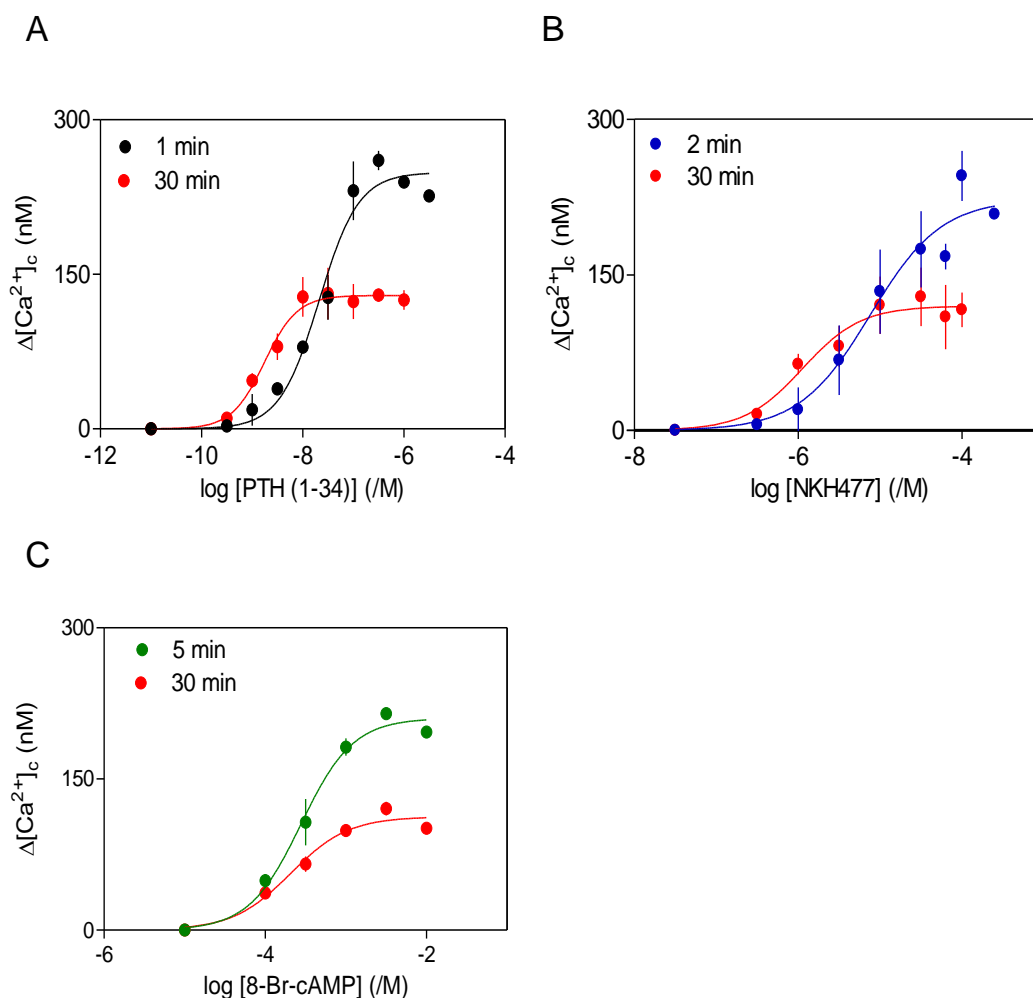 A
300
150
0
Δ[Ca²⁺]c (nM)
1 min
30 min
-12 -10 -8 -6 -4
log [PTH (1-34)] (/M)
B
300
150
0
Δ[Ca²⁺]c (nM)
2 min
30 min
-8 -6 -4
log [NKH477] (/M)
C
300
150
0
Δ[Ca²⁺]c (nM)
5 min
30 min
-6 -4 -2
log [8-Br-cAMP] (/M)